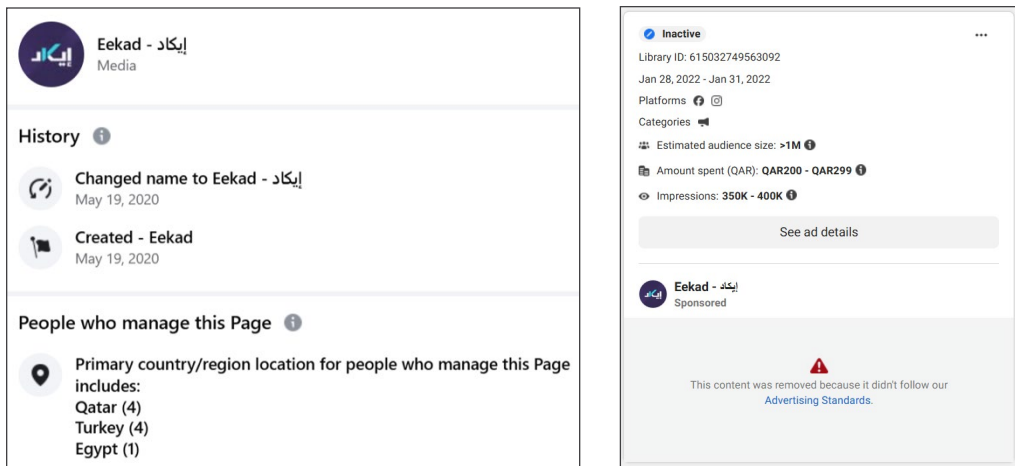 إيكاد
Eekad - إيكاد
Media
History
Changed name to Eekad - إيكاد
May 19, 2020
Created - Eekad
May 19, 2020
People who manage this Page
Primary country/region location for people who manage this Page
includes:
Qatar (4)
Turkey (4)
Egypt (1)
Inactive
Library ID: 615032749563092
Jan 28, 2022 - Jan 31, 2022
Platforms
Categories
Estimated audience size: >1M
Amount spent (QAR): QAR200 - QAR299
Impressions: 350K - 400K
See ad details
إيكاد
Eekad - إيكاد
Sponsored
This content was removed because it didn't follow our
Advertising Standards.